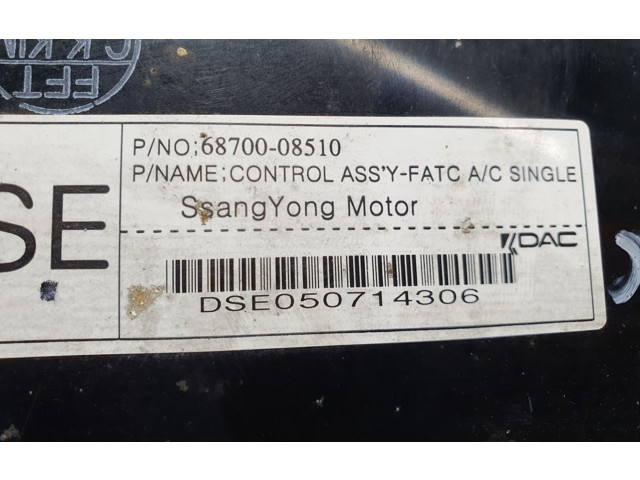 P/NO:68700-08510
P/NAME:CONTROL ASS'Y-FATC A/C SINGLE
SsangYong Motor
SE
DAC
DSE050714306